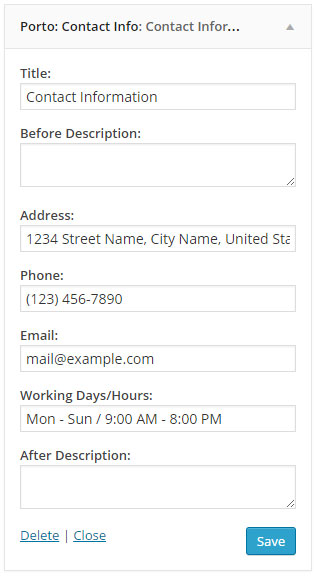 Porto: Contact Info: Contact Infor...
Title:
Contact Information
Before Description:
Address:
1234 Street Name, City Name, United Sta
Phone:
(123) 456-7890
Email:
mail@example.com
Working Days/Hours:
Mon - Sun / 9:00 AM - 8:00 PM
After Description:
Delete | Close Save